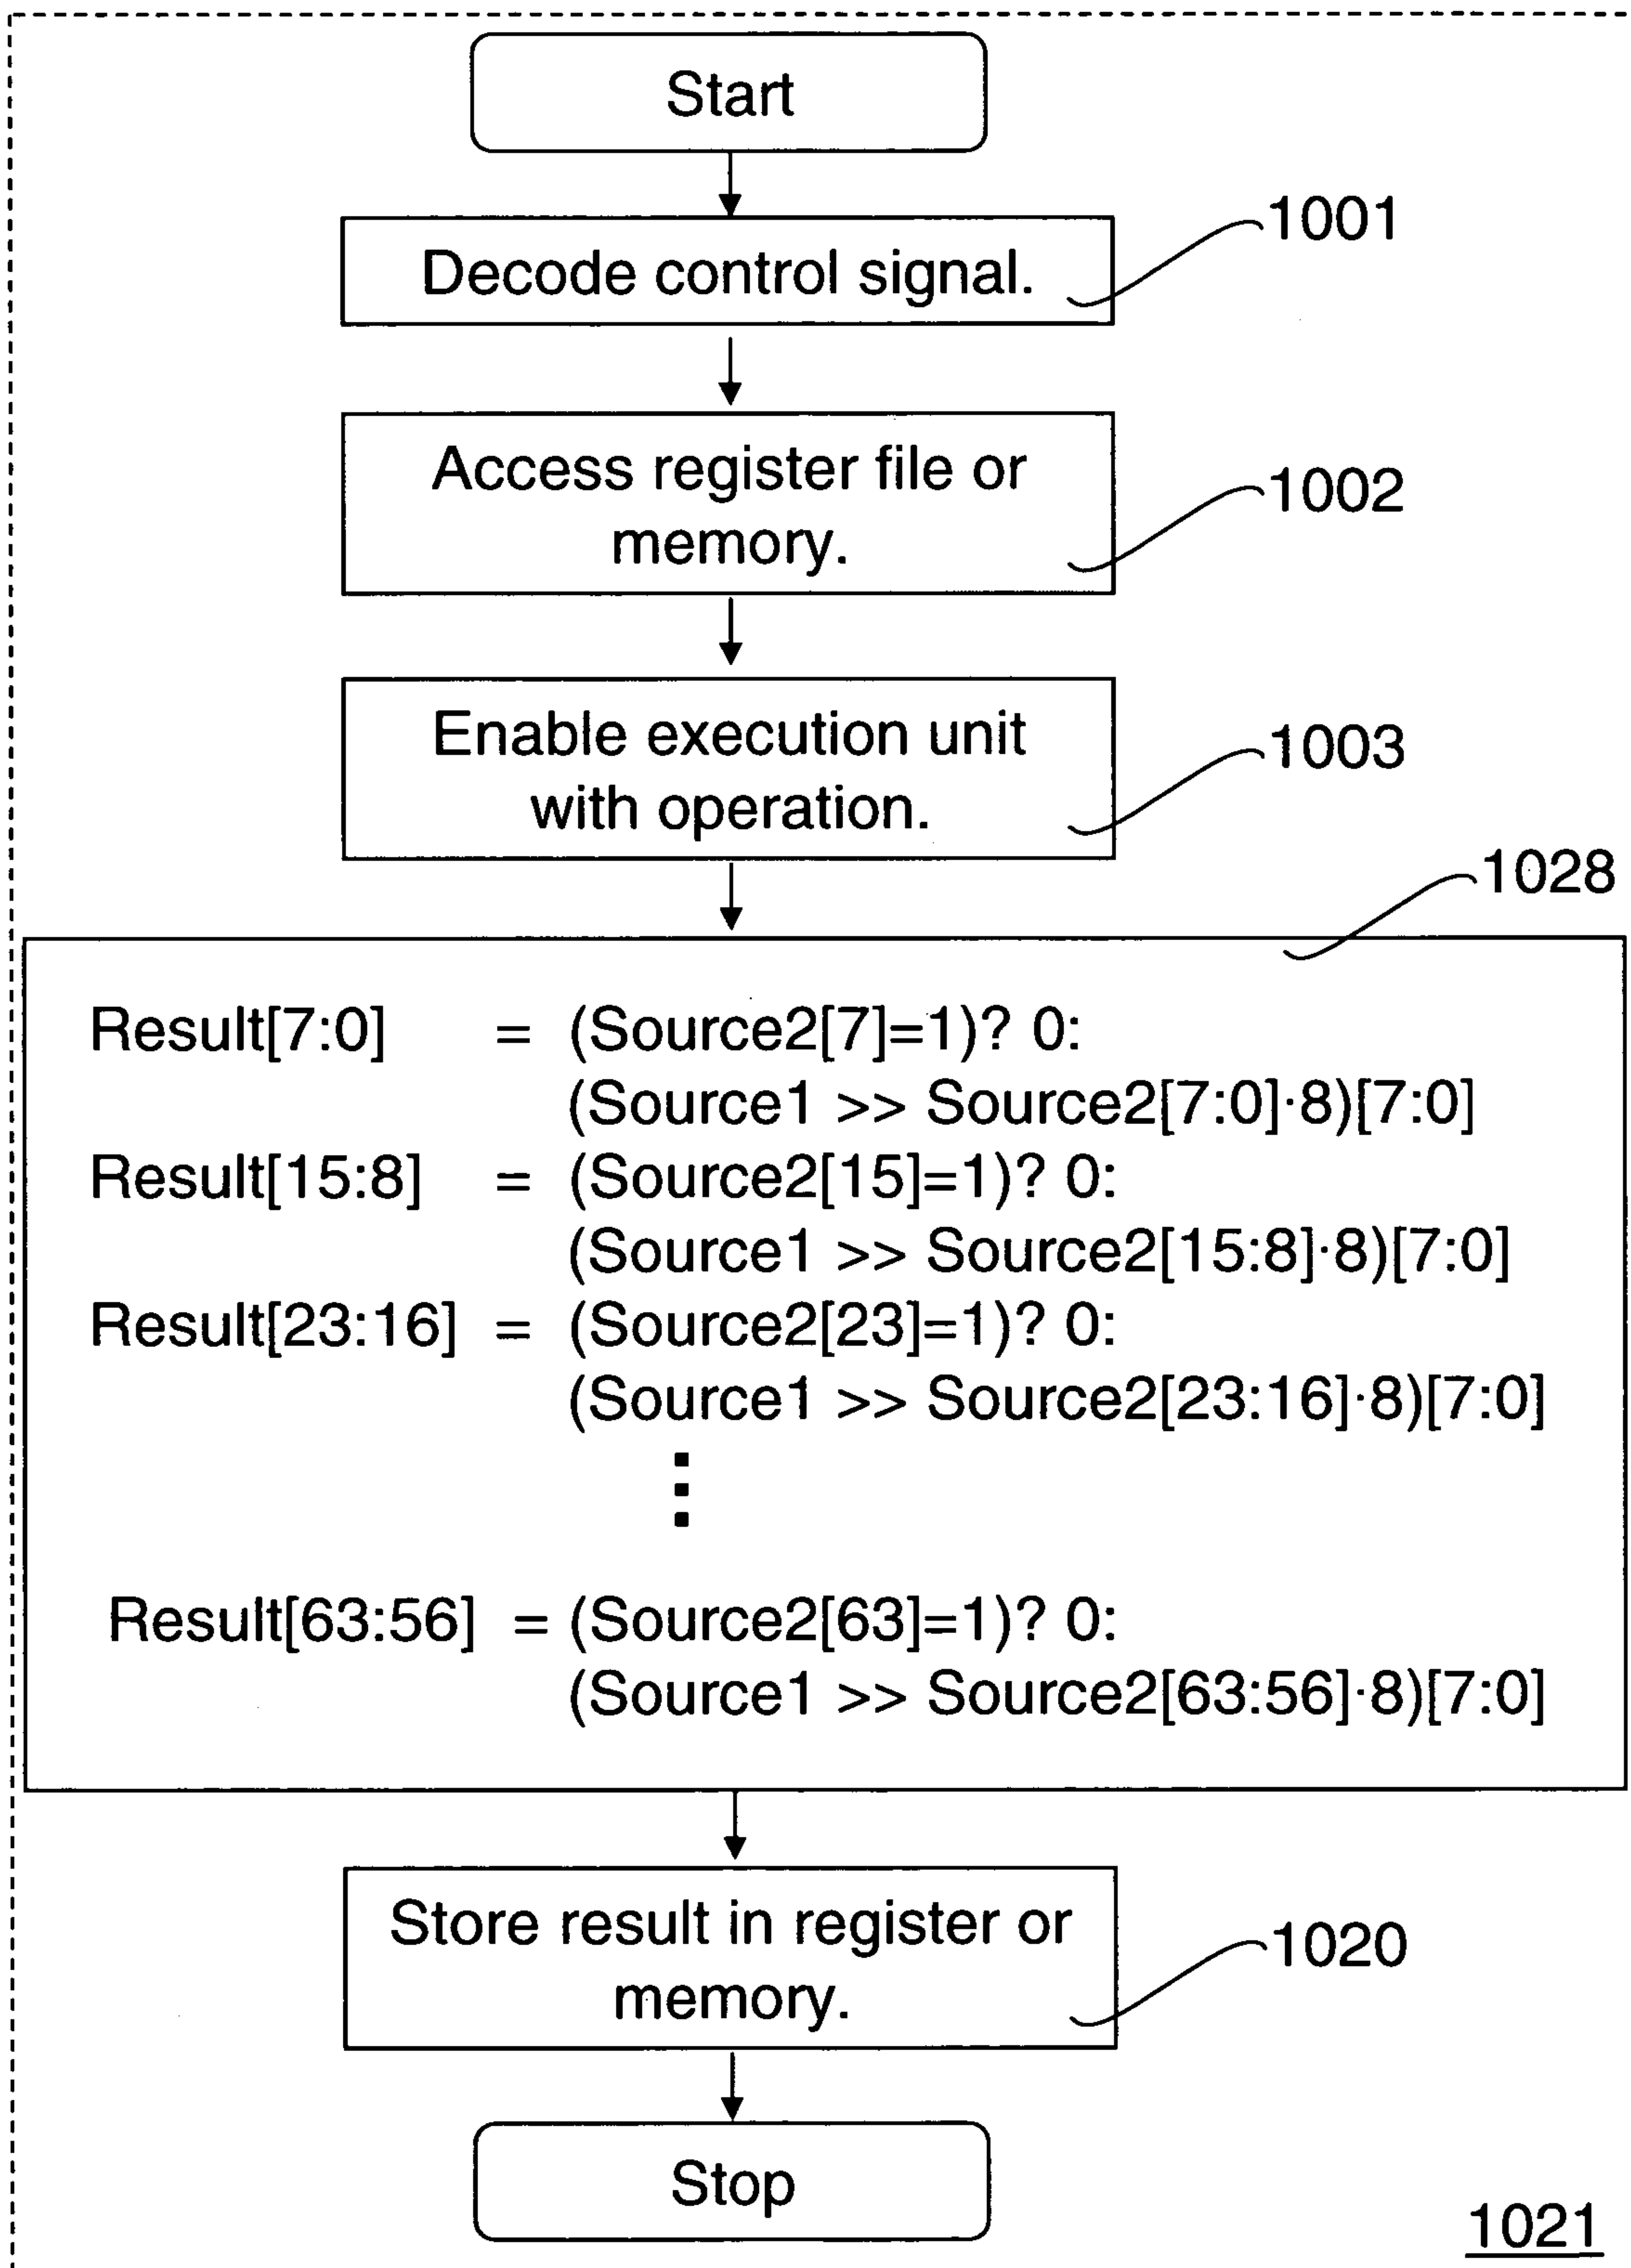 Start
1001
Decode control signal.
Access register file or
1002
memory.
Enable execution unit
1003
with operation.
1028
Result[7:0] = (Source2[7]=1)? 0:
(Source1 >> Source2[7:0]·8)[7:0]
Result[15:8] = (Source2[15]=1)? 0:
(Source1 >> Source2[15:8]·8)[7:0]
Result[23:16] = (Source2[23]=1)? 0:
(Source1 >> Source2[23:16]·8)[7:0]
Result[63:56] = (Source2[63]=1)? 0:
(Source1 >> Source2[63:56]·8)[7:0]
Store result in register or
1020
memory.
Stop
1021